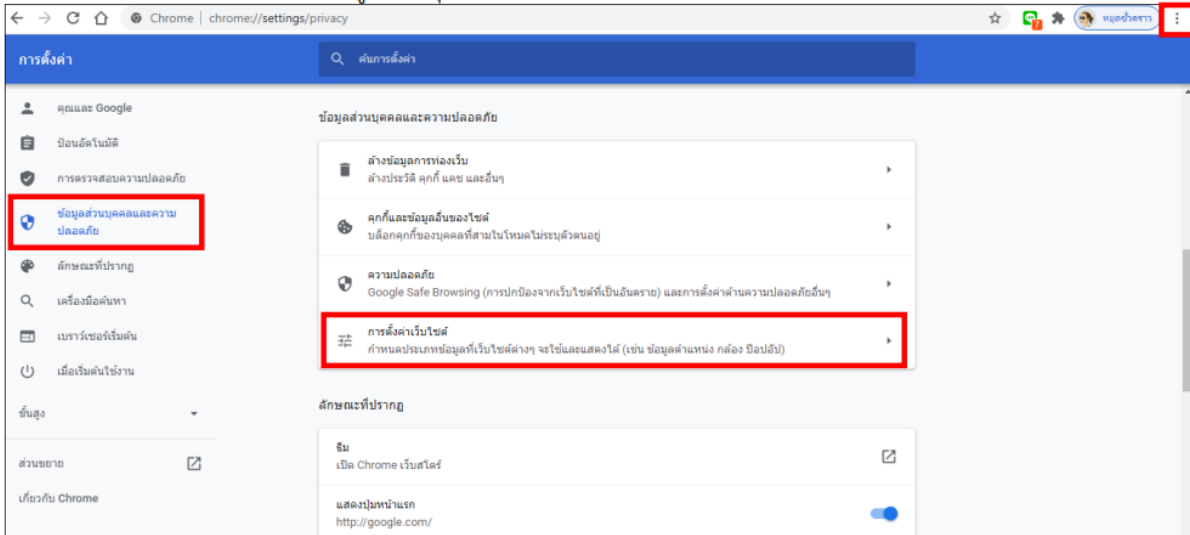 Chrome | chrome://settings/privacy
7
หยุดชั่วคราว
การตั้งค่า
ค้นการตั้งค่า
คุณและ Google
ป้อนอัตโนมัติ
การตรวจสอบความปลอดภัย
ข้อมูลส่วนบุคคลและความ
ปลอดภัย
ลักษณะที่ปรากฏ
เครื่องมือค้นหา
เบราว์เซอร์เริ่มต้น
เมื่อเริ่มต้นใช้งาน
ขั้นสูง
ส่วนขยาย
เกี่ยวกับ Chrome
ข้อมูลส่วนบุคคลและความปลอดภัย
ล้างข้อมูลการท่องเว็บ
ล้างประวัติ คุกกี้ แคช และอื่นๆ
คุกกี้และข้อมูลอื่นของไซต์
บล็อกคุกกี้ของบุคคลที่สามในโหมดไม่ระบุตัวตนอยู่
ความปลอดภัย
Google Safe Browsing (การปกป้องจากเว็บไซต์ที่เป็นอันตราย) และการตั้งค่าด้านความปลอดภัยอื่นๆ
การตั้งค่าเว็บไซต์
กำหนดประเภทข้อมูลที่เว็บไซต์ต่างๆ จะใช้และแสดงได้ (เช่น ข้อมูลตำแหน่ง กล้อง ป๊อปอัป)
ลักษณะที่ปรากฏ
ธีม
เปิด Chrome เว็บสโตร์
แสดงปุ่มหน้าแรก
http://google.com/